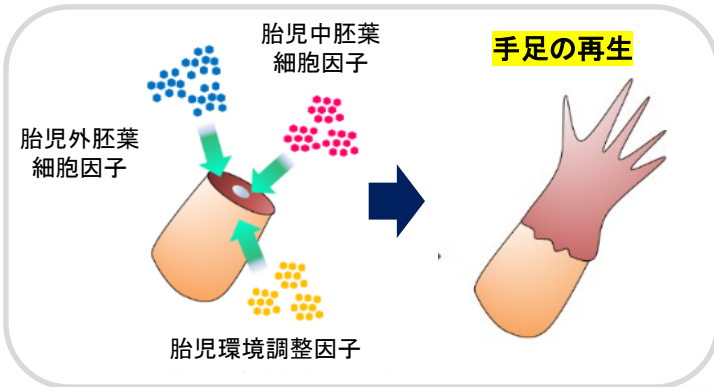 胎児中胚葉
細胞因子
手足の再生
胎児外胚葉
細胞因子
胎児環境調整因子